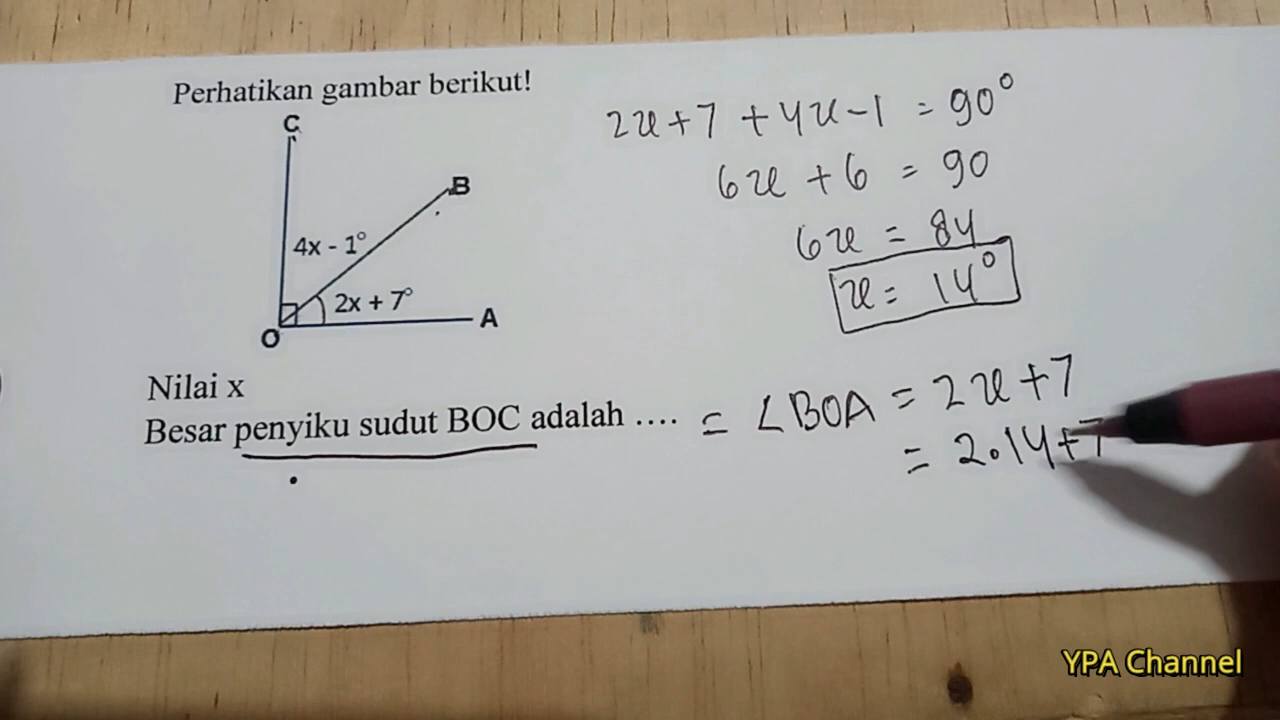 Perhatikan gambar berikut!
C
B
4x - 1°
2x + 7°
A
O
Nilai x
Besar penyiku sudut BOC adalah ....
2x+7 + 4x-1 = 90°
6x + 6 = 90
6x = 84
x = 14°
= ∠BOA = 2x+7
= 2.14+7
YPA Channel